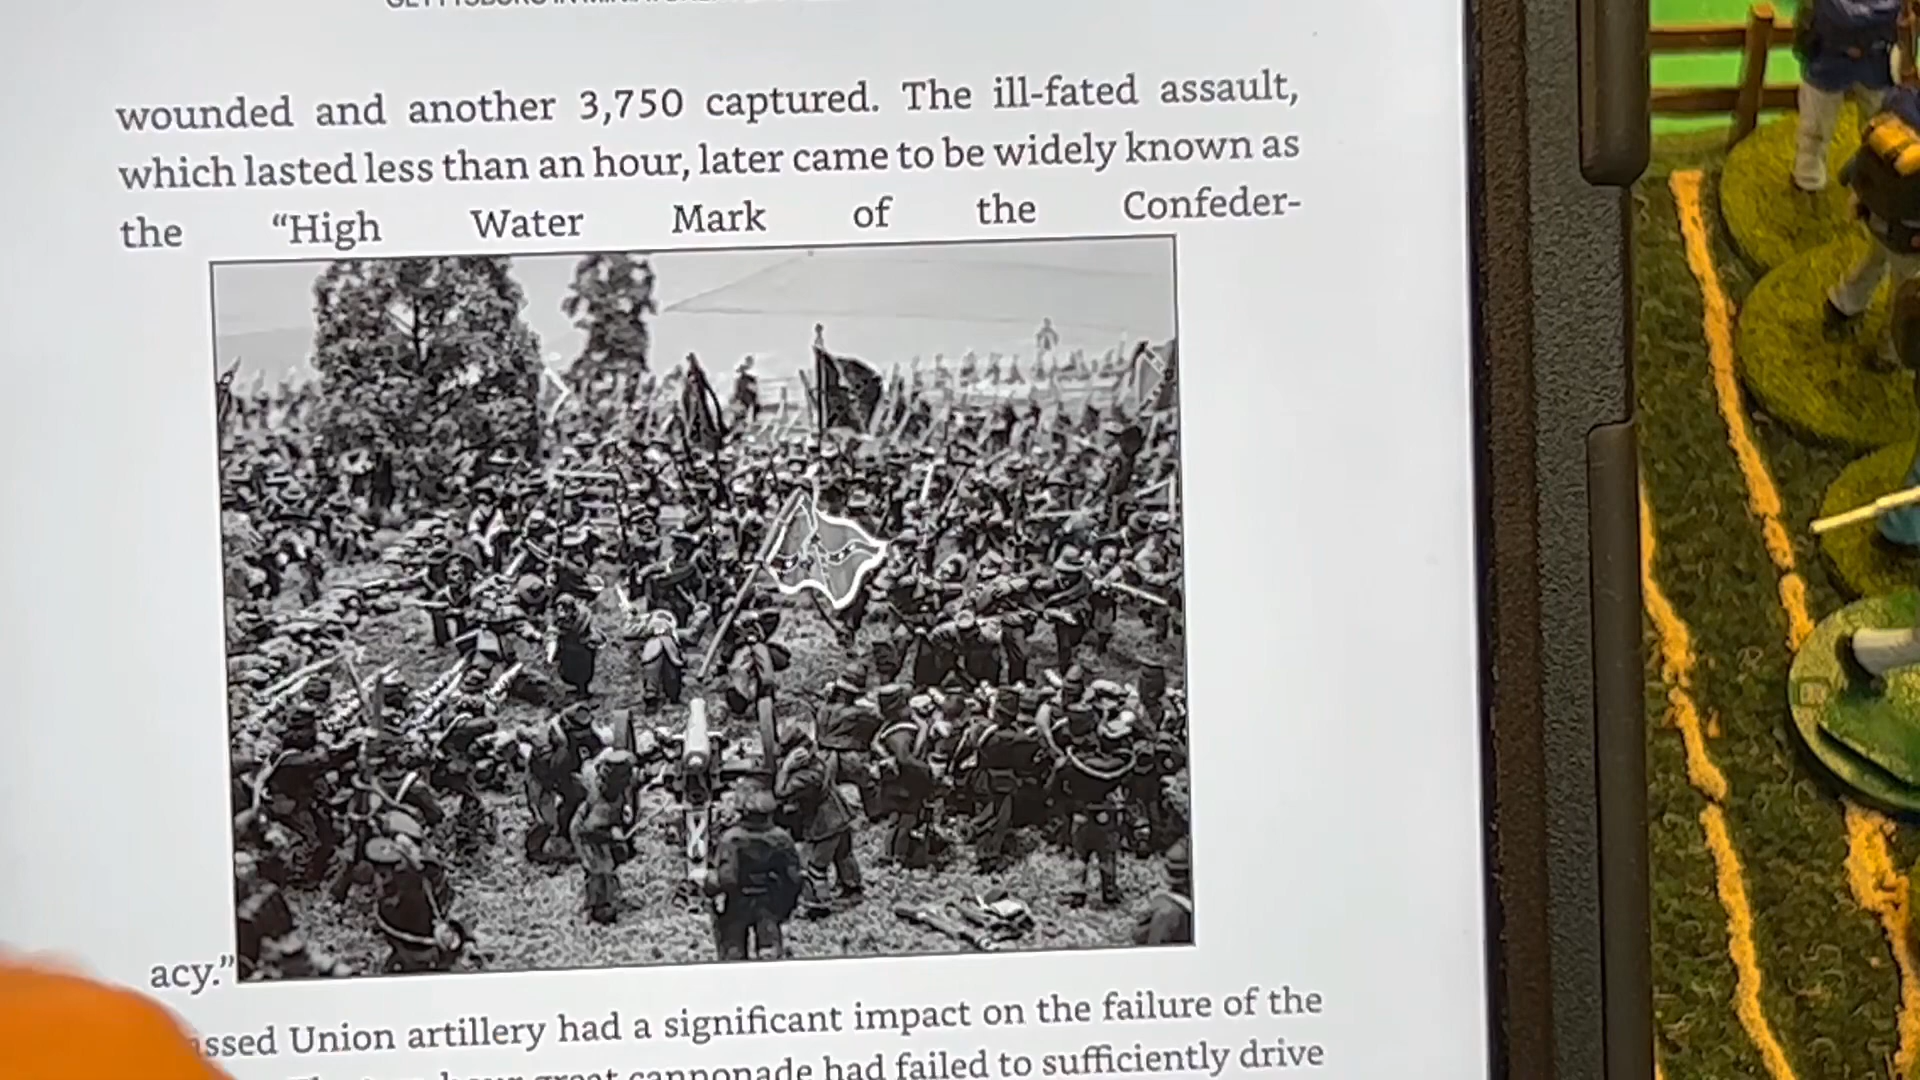 wounded and another 3,750 captured. The ill-fated assault,
which lasted less than an hour, later came to be widely known as
the “High Water Mark of the Confeder-
acy.”
Union artillery had a significant impact on the failure of the
great cannonade had failed to sufficiently drive